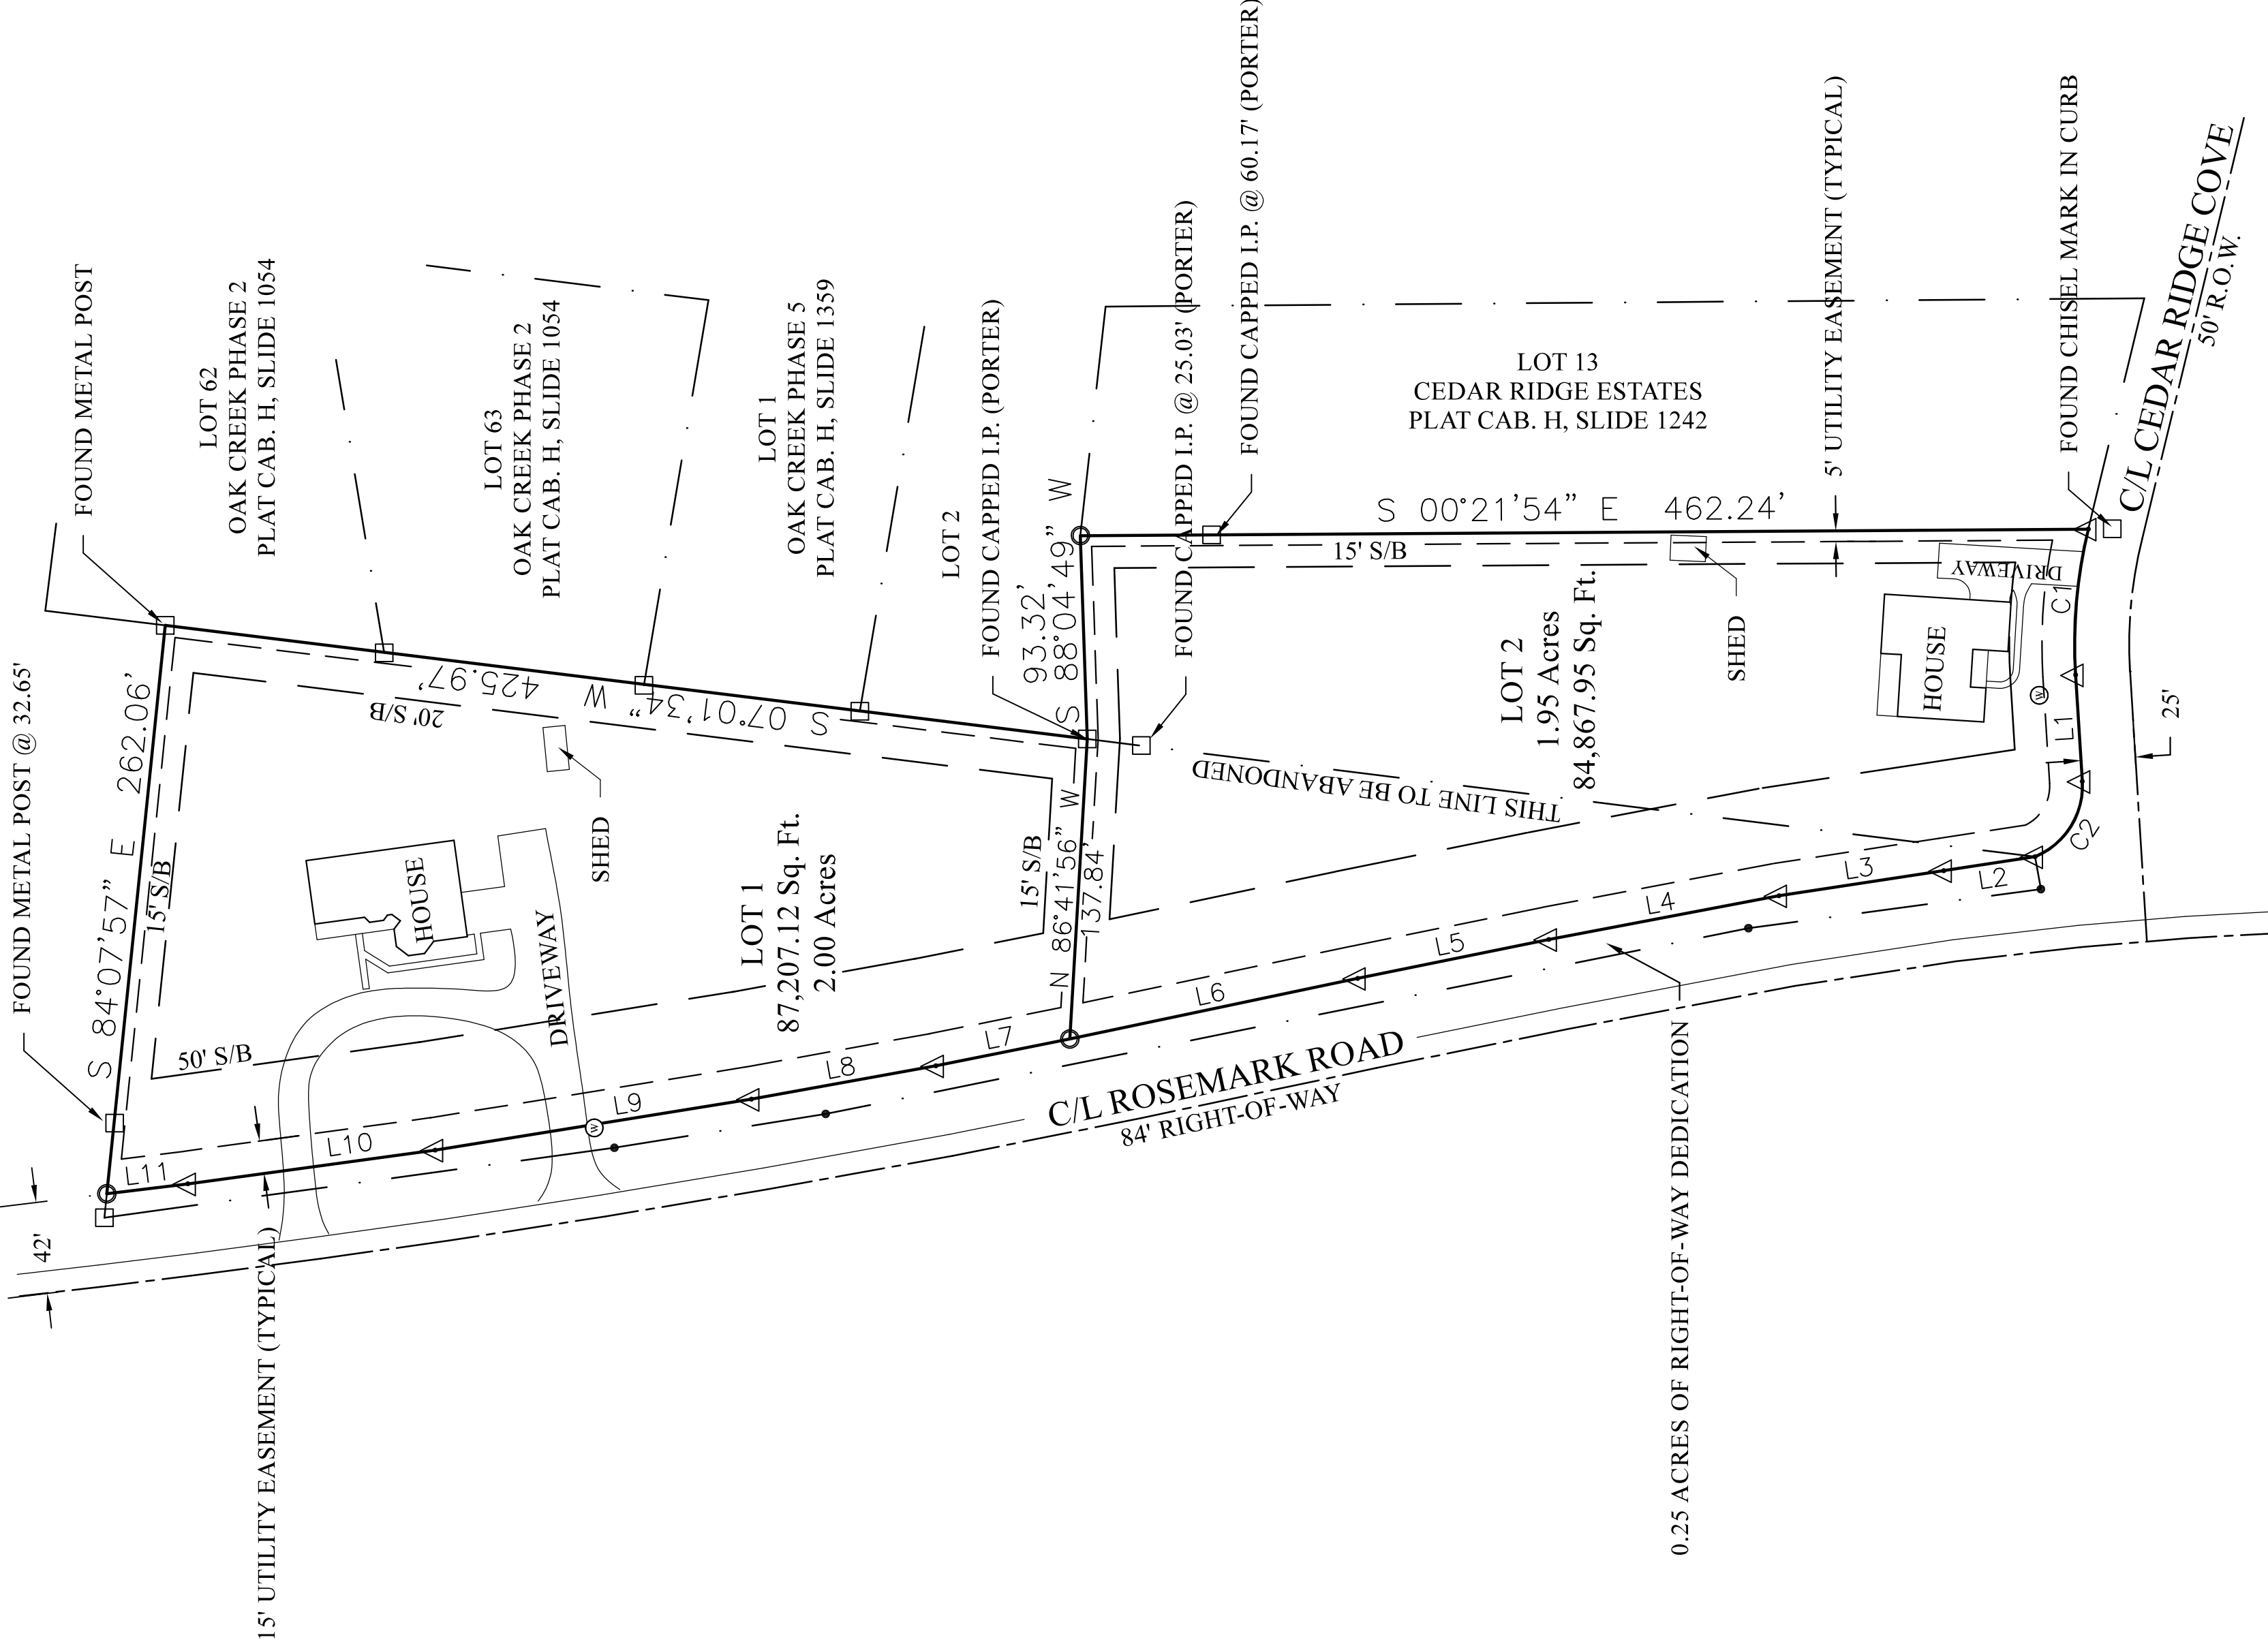 FOUND METAL POST @ 32.65'
FOUND METAL POST
LOT 62
OAK CREEK PHASE 2
PLAT CAB. H, SLIDE 1054
LOT 63
OAK CREEK PHASE 2
PLAT CAB. H, SLIDE 1054
LOT 1
OAK CREEK PHASE 5
PLAT CAB. H, SLIDE 1359
LOT 2
FOUND CAPPED I.P. (PORTER)
FOUND CAPPED I.P. @ 25.03' (PORTER)
FOUND CAPPED I.P. @ 60.17' (PORTER)
LOT 13
CEDAR RIDGE ESTATES
PLAT CAB. H, SLIDE 1242
5' UTILITY EASEMENT (TYPICAL)
FOUND CHISEL MARK IN CURB
C/L CEDAR RIDGE COVE
50' R.O.W.
S 84°07'57" E 262.06'
15' S/B
S 07°01'34" W 425.97'
20' S/B
93.32'
S 88°04'49" W
S 00°21'54" E 462.24'
15' S/B
SHED
HOUSE
DRIVEWAY
50' S/B
LOT 1
87,207.12 Sq. Ft.
2.00 Acres
15' S/B
N 86°41'56" W
137.84'
THIS LINE TO BE ABANDONED
LOT 2
1.95 Acres
84,867.95 Sq. Ft.
SHED
HOUSE
DRIVEWAY
W
C1
L1
C2
25'
L2
L3
L4
L5
L6
L7
L8
L9
W
L10
L11
42'
15' UTILITY EASEMENT (TYPICAL)
C/L ROSEMARK ROAD
84' RIGHT-OF-WAY
0.25 ACRES OF RIGHT-OF-WAY DEDICATION